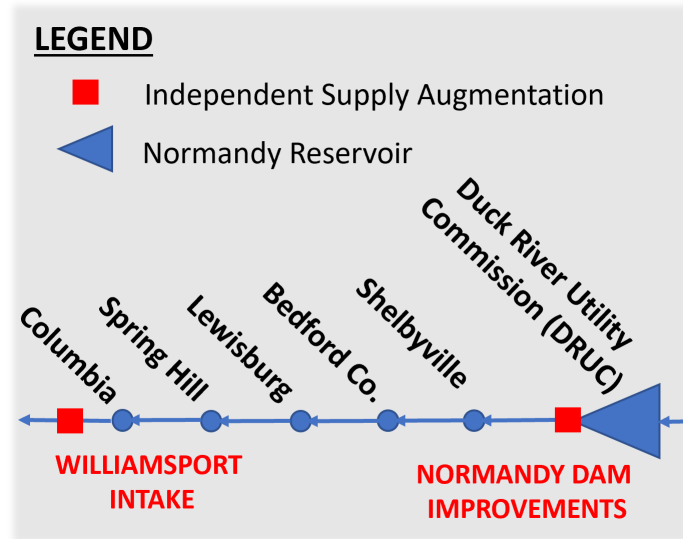 LEGEND
Independent Supply Augmentation
Normandy Reservoir
Columbia
Spring Hill
Lewisburg
Bedford Co.
Shelbyville
Duck River Utility
Commission (DRUC)
WILLIAMSPORT
INTAKE
NORMANDY DAM
IMPROVEMENTS